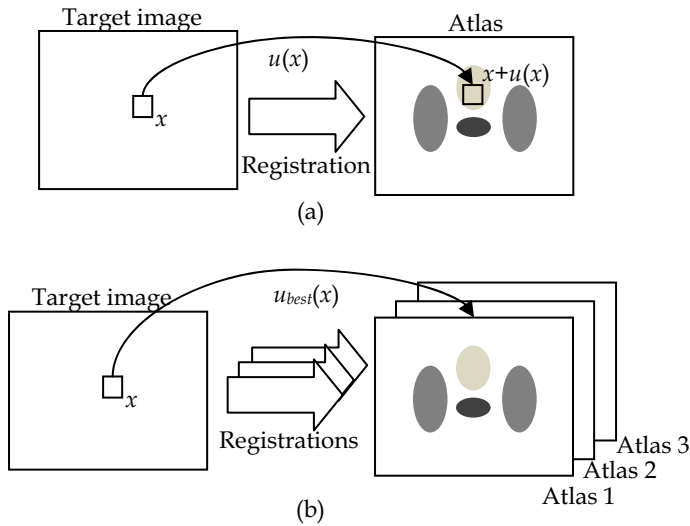 Target image
Atlas
u(x)
x+u(x)
x
Registration
(a)
Target image
u_best(x)
x
Registrations
Atlas 3
Atlas 2
Atlas 1
(b)